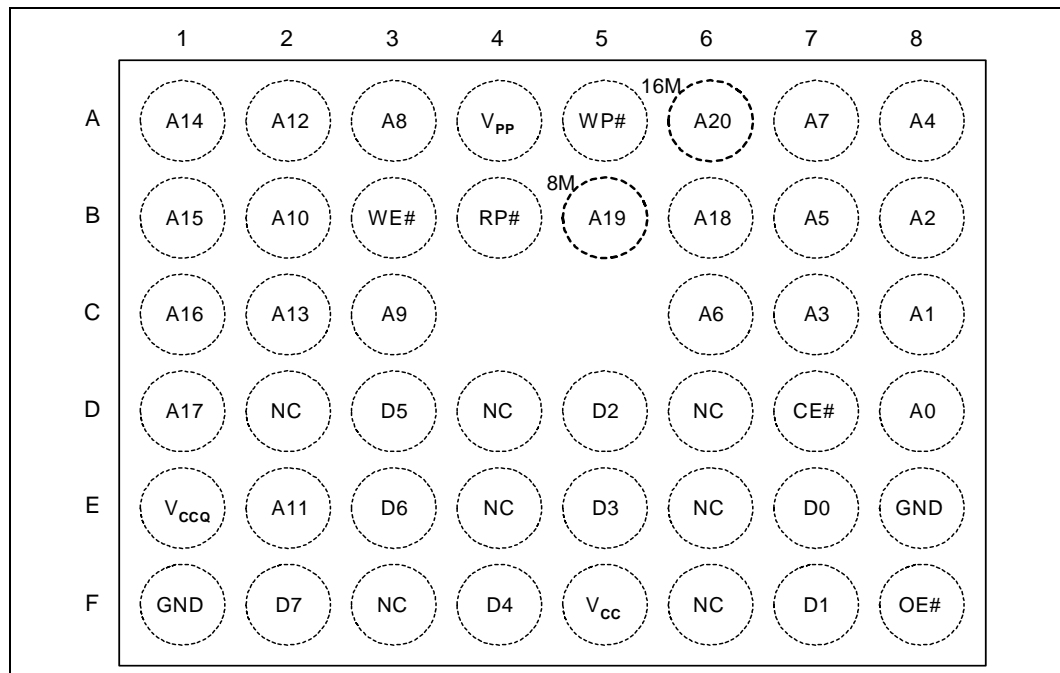 1 2 3 4 5 6 7 8
16M
A A14 A12 A8 VPP WP# A20 A7 A4
8M
B A15 A10 WE# RP# A19 A18 A5 A2
C A16 A13 A9 A6 A3 A1
D A17 NC D5 NC D2 NC CE# A0
E VCCQ A11 D6 NC D3 NC D0 GND
F GND D7 NC D4 VCC NC D1 OE#